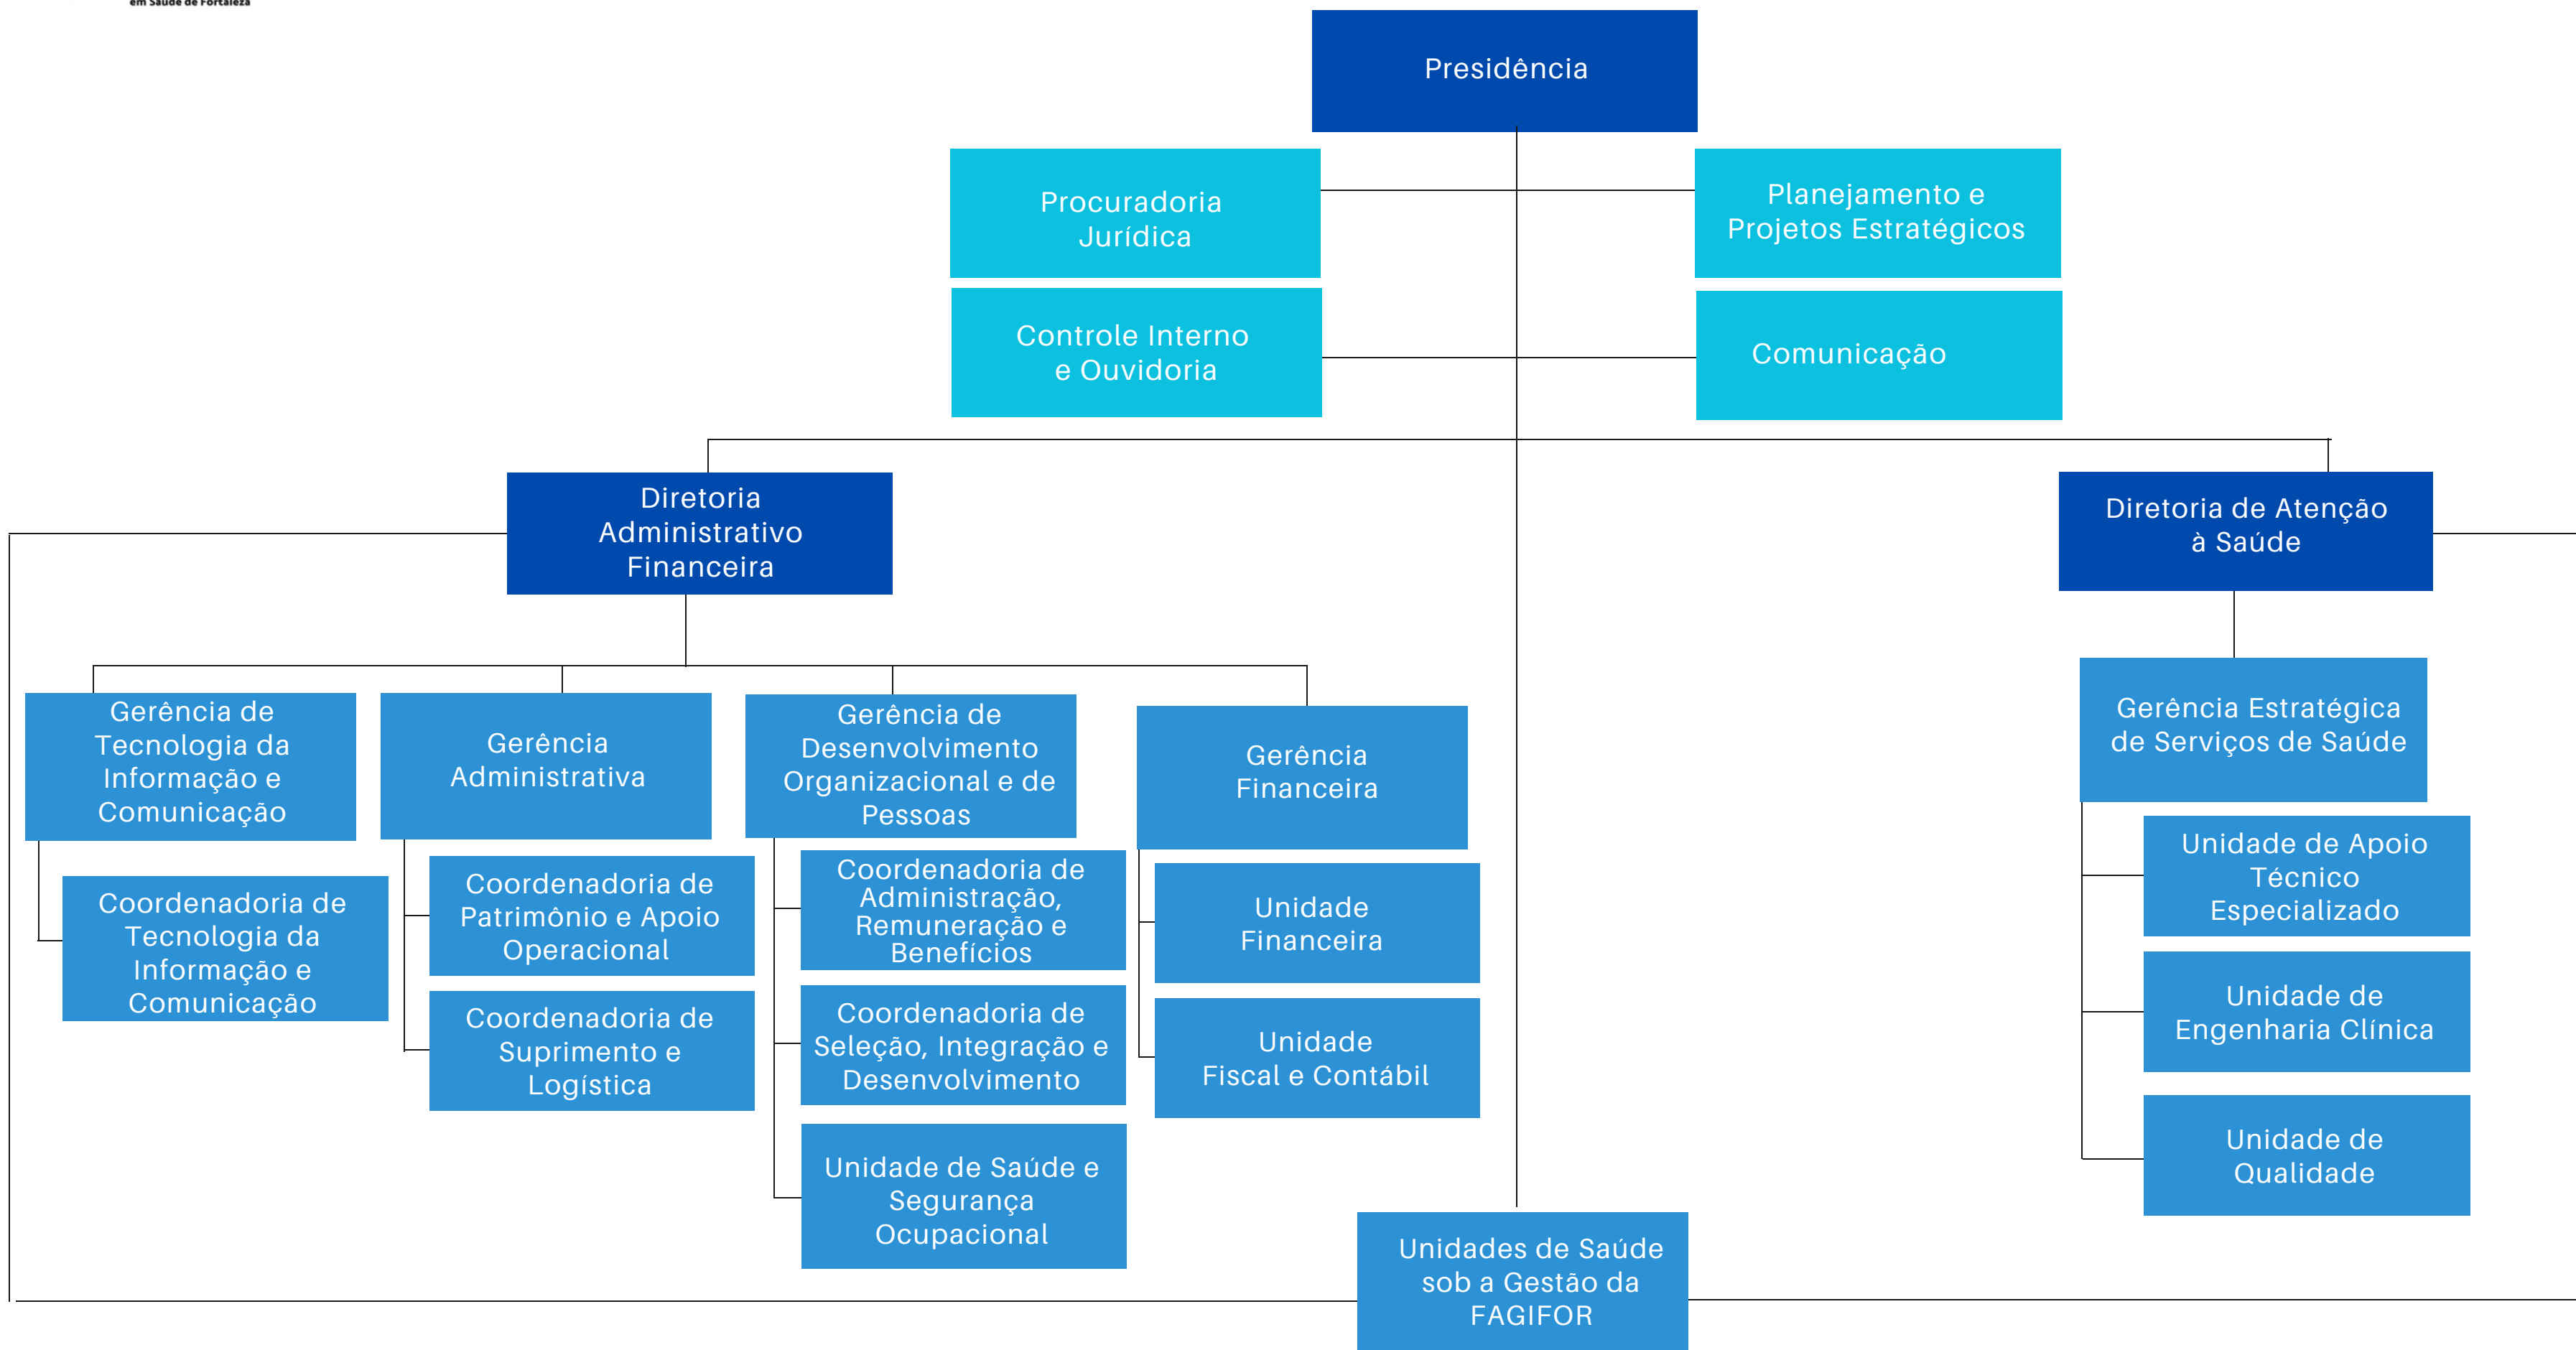 em Saúde de Fortaleza
Presidência
Procuradoria
Jurídica
Planejamento e
Projetos Estratégicos
Controle Interno
e Ouvidoria
Comunicação
Diretoria
Administrativo
Financeira
Diretoria de Atenção
à Saúde
Gerência de
Tecnologia da
Informação e
Comunicação
Gerência
Administrativa
Gerência de
Desenvolvimento
Organizacional e de
Pessoas
Gerência
Financeira
Gerência Estratégica
de Serviços de Saúde
Coordenadoria de
Tecnologia da
Informação e
Comunicação
Coordenadoria de
Patrimônio e Apoio
Operacional
Coordenadoria de
Suprimento e
Logística
Coordenadoria de
Administração,
Remuneração e
Benefícios
Coordenadoria de
Seleção, Integração e
Desenvolvimento
Unidade de Saúde e
Segurança
Ocupacional
Unidade
Financeira
Unidade
Fiscal e Contábil
Unidade de Apoio
Técnico
Especializado
Unidade de
Engenharia Clínica
Unidade de
Qualidade
Unidades de Saúde
sob a Gestão da
FAGIFOR